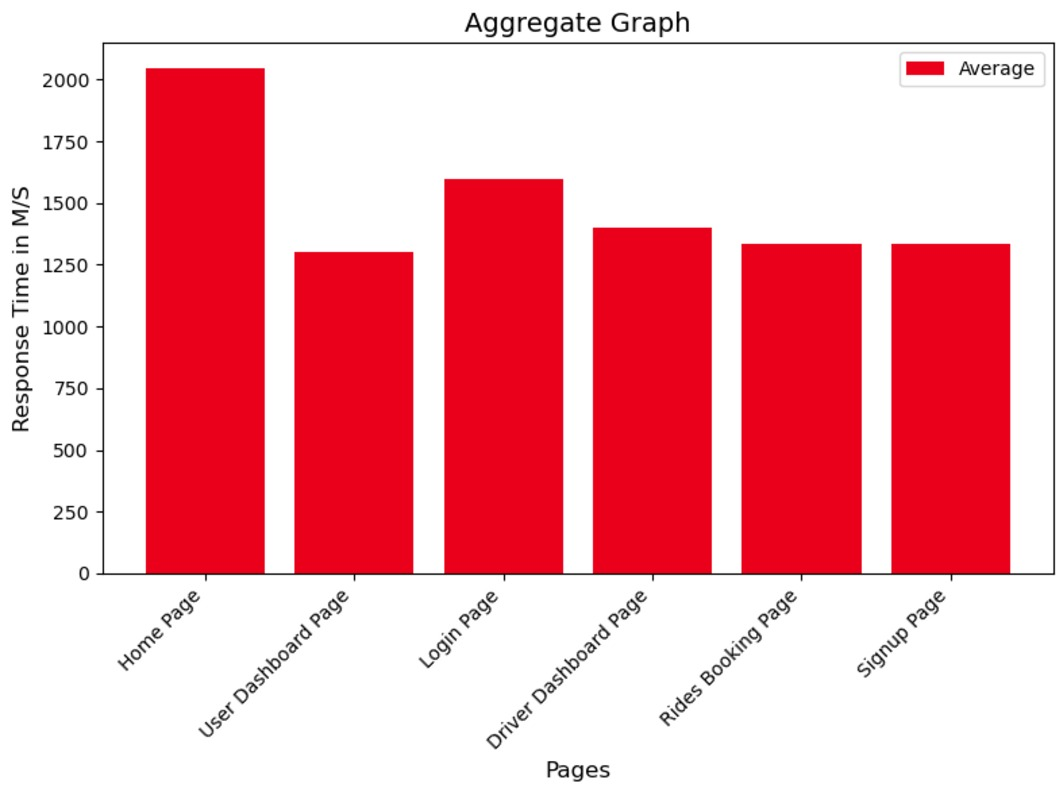 Aggregate Graph
Average
Response Time in M/S
2000
1750
1500
1250
1000
750
500
250
0
Home Page
User Dashboard Page
Login Page
Driver Dashboard Page
Rides Booking Page
Signup Page
Pages